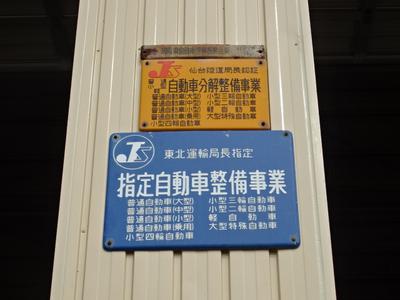 仙台陸運局長認証
普通
小型
軽
自動車分解整備事業
普通自動車(大型) 小型三輪自動車
普通自動車(中型) 小型二輪自動車
普通自動車(小型) 軽自動車
普通自動車(乗用) 大型特殊自動車
小型四輪自動車
JS
東北運輸局長指定
指定自動車整備事業
普通自動車(大型) 小型三輪自動車
普通自動車(中型) 小型二輪自動車
普通自動車(小型) 軽自動車
普通自動車(乗用) 大型特殊自動車
小型四輪自動車